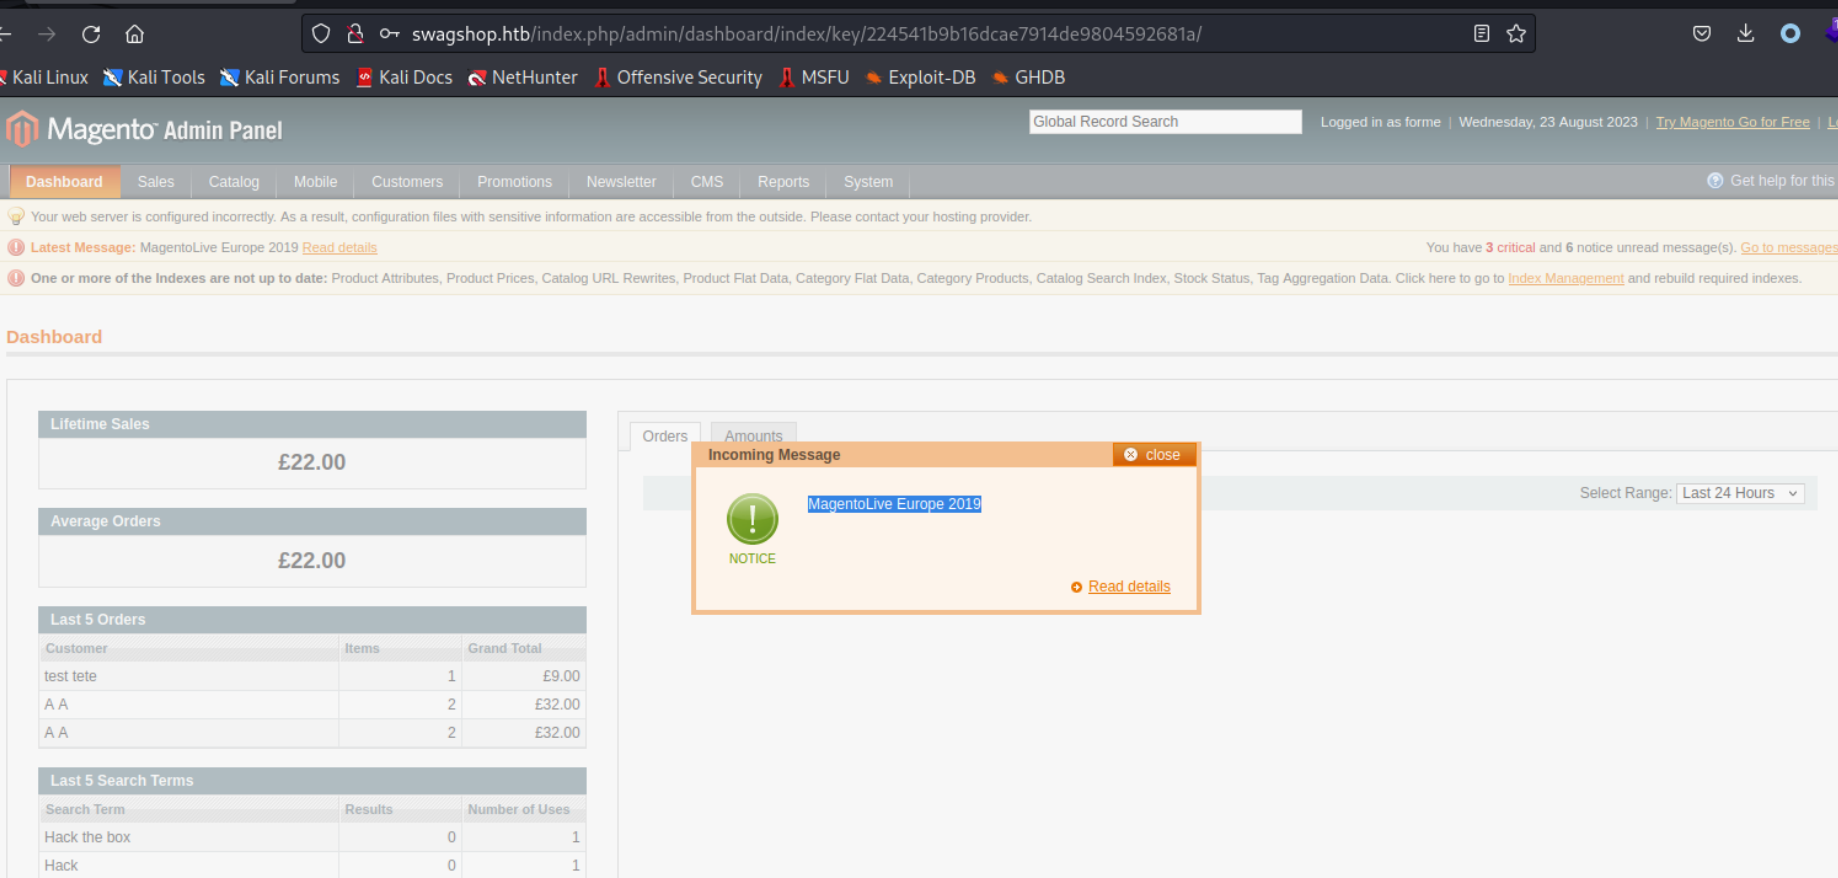 swagshop.htb/index.php/admin/dashboard/index/key/224541b9b16dcae7914de9804592681a/
Kali Linux Kali Tools Kali Forums Kali Docs NetHunter Offensive Security MSFU Exploit-DB GHDB
Magento Admin Panel
Global Record Search
Logged in as forme | Wednesday, 23 August 2023 | Try Magento Go for Free |
Dashboard Sales Catalog Mobile Customers Promotions Newsletter CMS Reports System
Get help for this
Your web server is configured incorrectly. As a result, configuration files with sensitive information are accessible from the outside. Please contact your hosting provider.
Latest Message: MagentoLive Europe 2019 Read details
You have 3 critical and 6 notice unread message(s). Go to messages
One or more of the Indexes are not up to date: Product Attributes, Product Prices, Catalog URL Rewrites, Product Flat Data, Category Flat Data, Category Products, Catalog Search Index, Stock Status, Tag Aggregation Data. Click here to go to Index Management and rebuild required indexes.
Dashboard
Lifetime Sales
£22.00
Average Orders
£22.00
Last 5 Orders
Customer Items Grand Total
test tete 1 £9.00
A A 2 £32.00
A A 2 £32.00
Last 5 Search Terms
Search Term Results Number of Uses
Hack the box 0 1
Hack 0 1
Orders Amounts
Select Range: Last 24 Hours
Incoming Message
close
MagentoLive Europe 2019
NOTICE
Read details